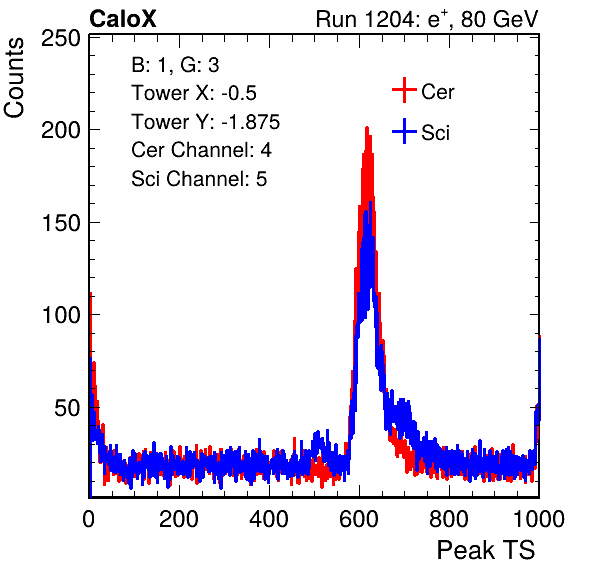 CaloX Run 1204: e⁺, 80 GeV
B: 1, G: 3
Tower X: -0.5
Tower Y: -1.875
Cer Channel: 4
Sci Channel: 5
Cer
Sci
Counts
250
200
150
100
50
0 200 400 600 800 1000
Peak TS